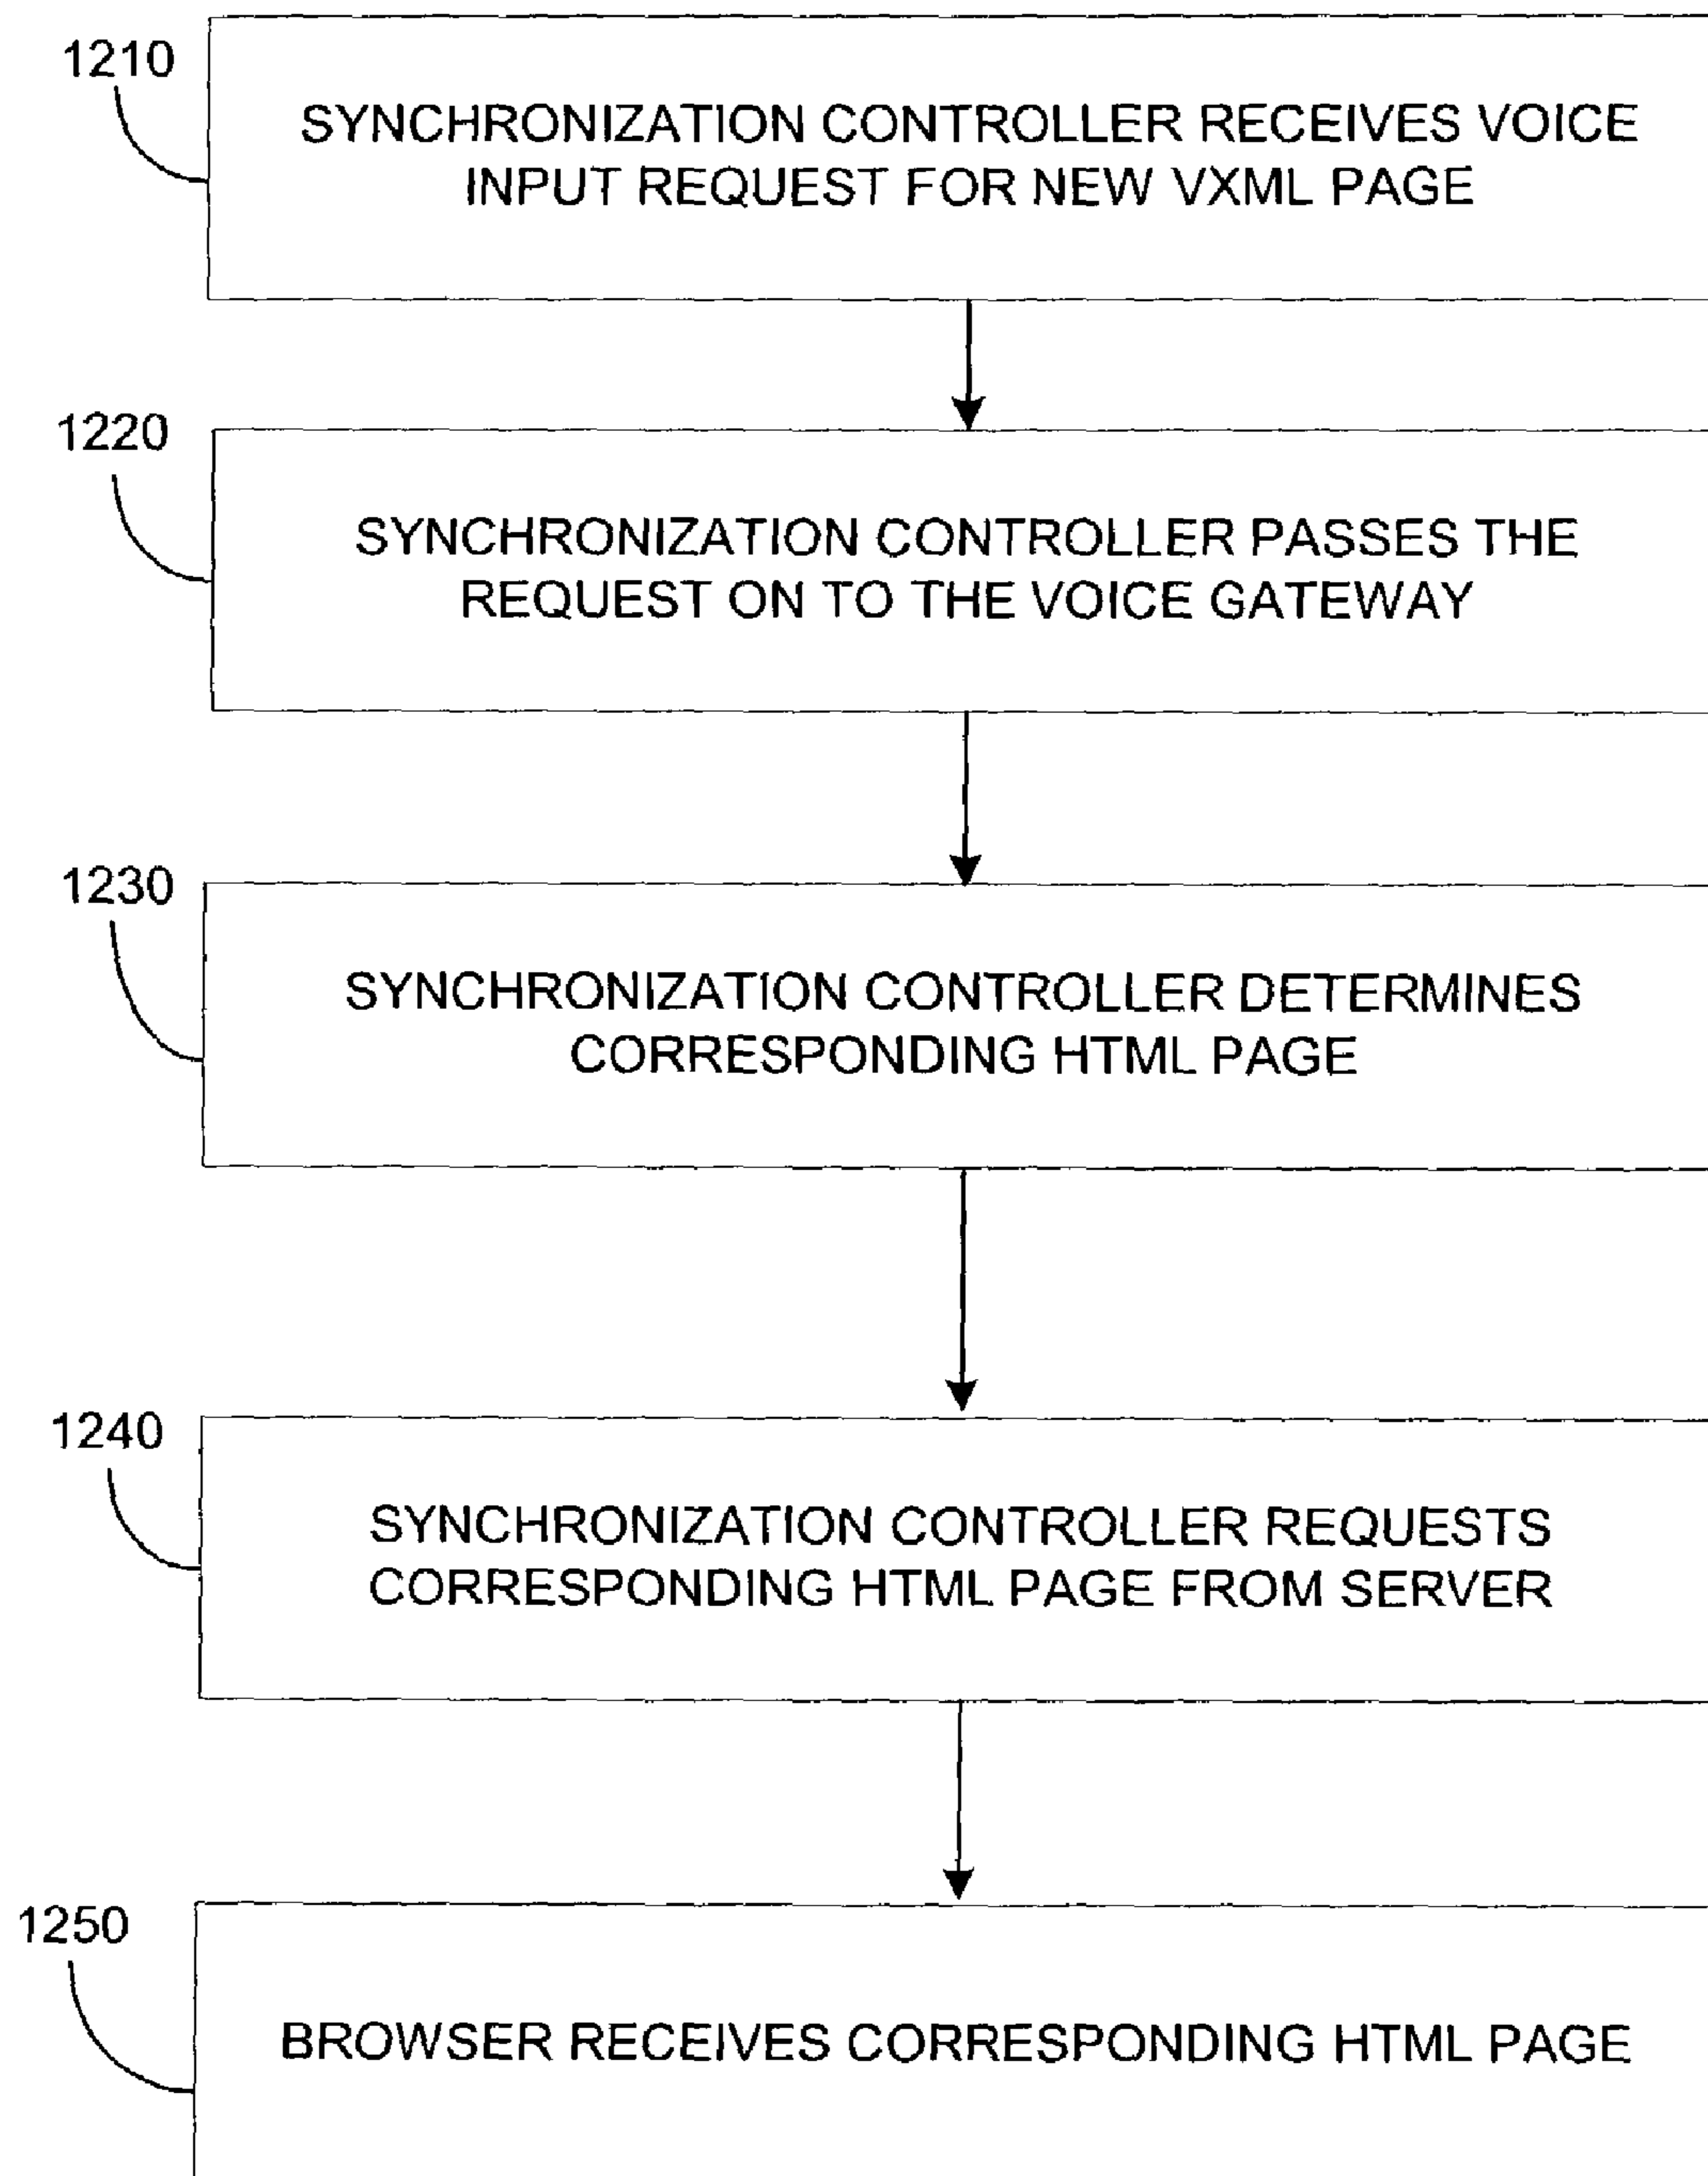 1210
SYNCHRONIZATION CONTROLLER RECEIVES VOICE
INPUT REQUEST FOR NEW VXML PAGE
1220
SYNCHRONIZATION CONTROLLER PASSES THE
REQUEST ON TO THE VOICE GATEWAY
1230
SYNCHRONIZATION CONTROLLER DETERMINES
CORRESPONDING HTML PAGE
1240
SYNCHRONIZATION CONTROLLER REQUESTS
CORRESPONDING HTML PAGE FROM SERVER
1250
BROWSER RECEIVES CORRESPONDING HTML PAGE